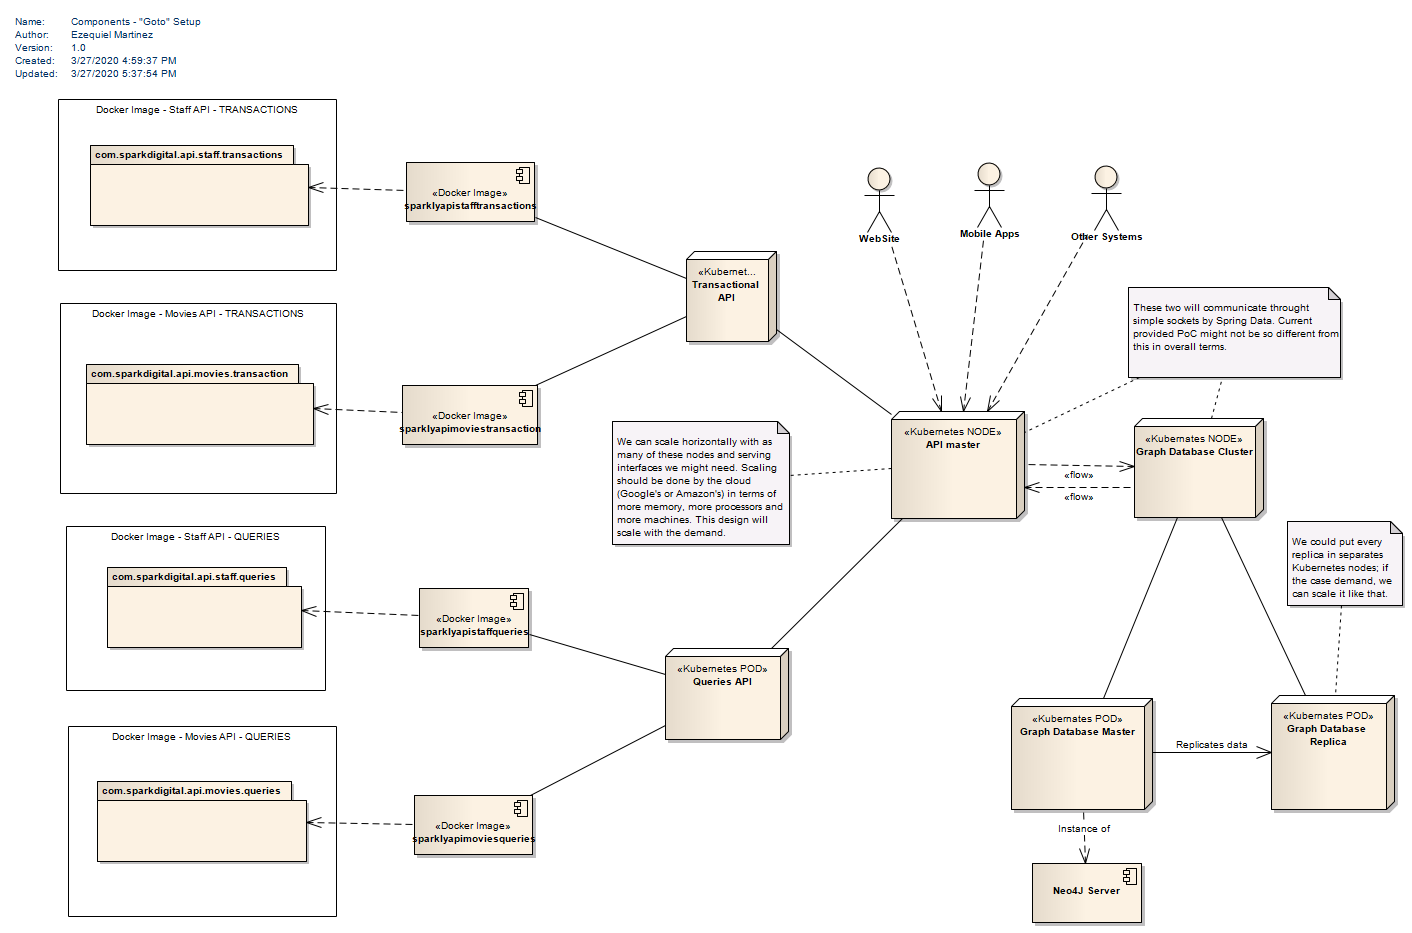 Name: Components - "Goto" Setup
Author: Ezequiel Martinez
Version: 1.0
Created: 3/27/2020 4:59:37 PM
Updated: 3/27/2020 5:37:54 PM
Docker Image - Staff API - TRANSACTIONS
com.sparkdigital.api.staff.transactions
«Docker Image»
sparklyapistafftransactions
Docker Image - Movies API - TRANSACTIONS
com.sparkdigital.api.movies.transaction
«Docker Image»
sparklyapimoviestransaction
Docker Image - Staff API - QUERIES
com.sparkdigital.api.staff.queries
«Docker Image»
sparklyapistaffqueries
Docker Image - Movies API - QUERIES
com.sparkdigital.api.movies.queries
«Docker Image»
sparklyapimoviesqueries
«Kubernet...
Transactional
API
«Kubernetes POD»
Queries API
WebSite
Mobile Apps
Other Systems
We can scale horizontally with as
many of these nodes and serving
interfaces we might need. Scaling
should be done by the cloud
(Google's or Amazon's) in terms of
more memory, more processors and
more machines. This design will
scale with the demand.
«Kubernetes NODE»
API master
These two will communicate throught
simple sockets by Spring Data. Current
provided PoC might not be so different from
this in overall terms.
«flow»
«flow»
«Kubernates NODE»
Graph Database Cluster
We could put every
replica in separates
Kubernetes nodes; if
the case demand, we
can scale it like that.
«Kubernates POD»
Graph Database Master
Replicates data
«Kubernates POD»
Graph Database
Replica
Instance of
Neo4J Server